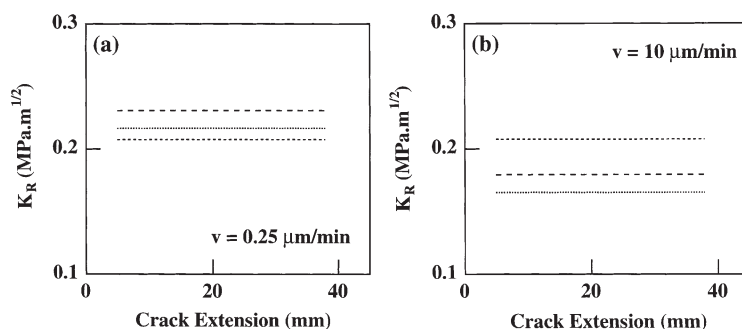 (a)
0.3
0.2
0.1
K_R (MPa.m^1/2)
v = 0.25 μm/min
0 20 40
Crack Extension (mm)
(b)
v = 10 μm/min
0.3
0.2
0.1
K_R (MPa.m^1/2)
0 20 40
Crack Extension (mm)